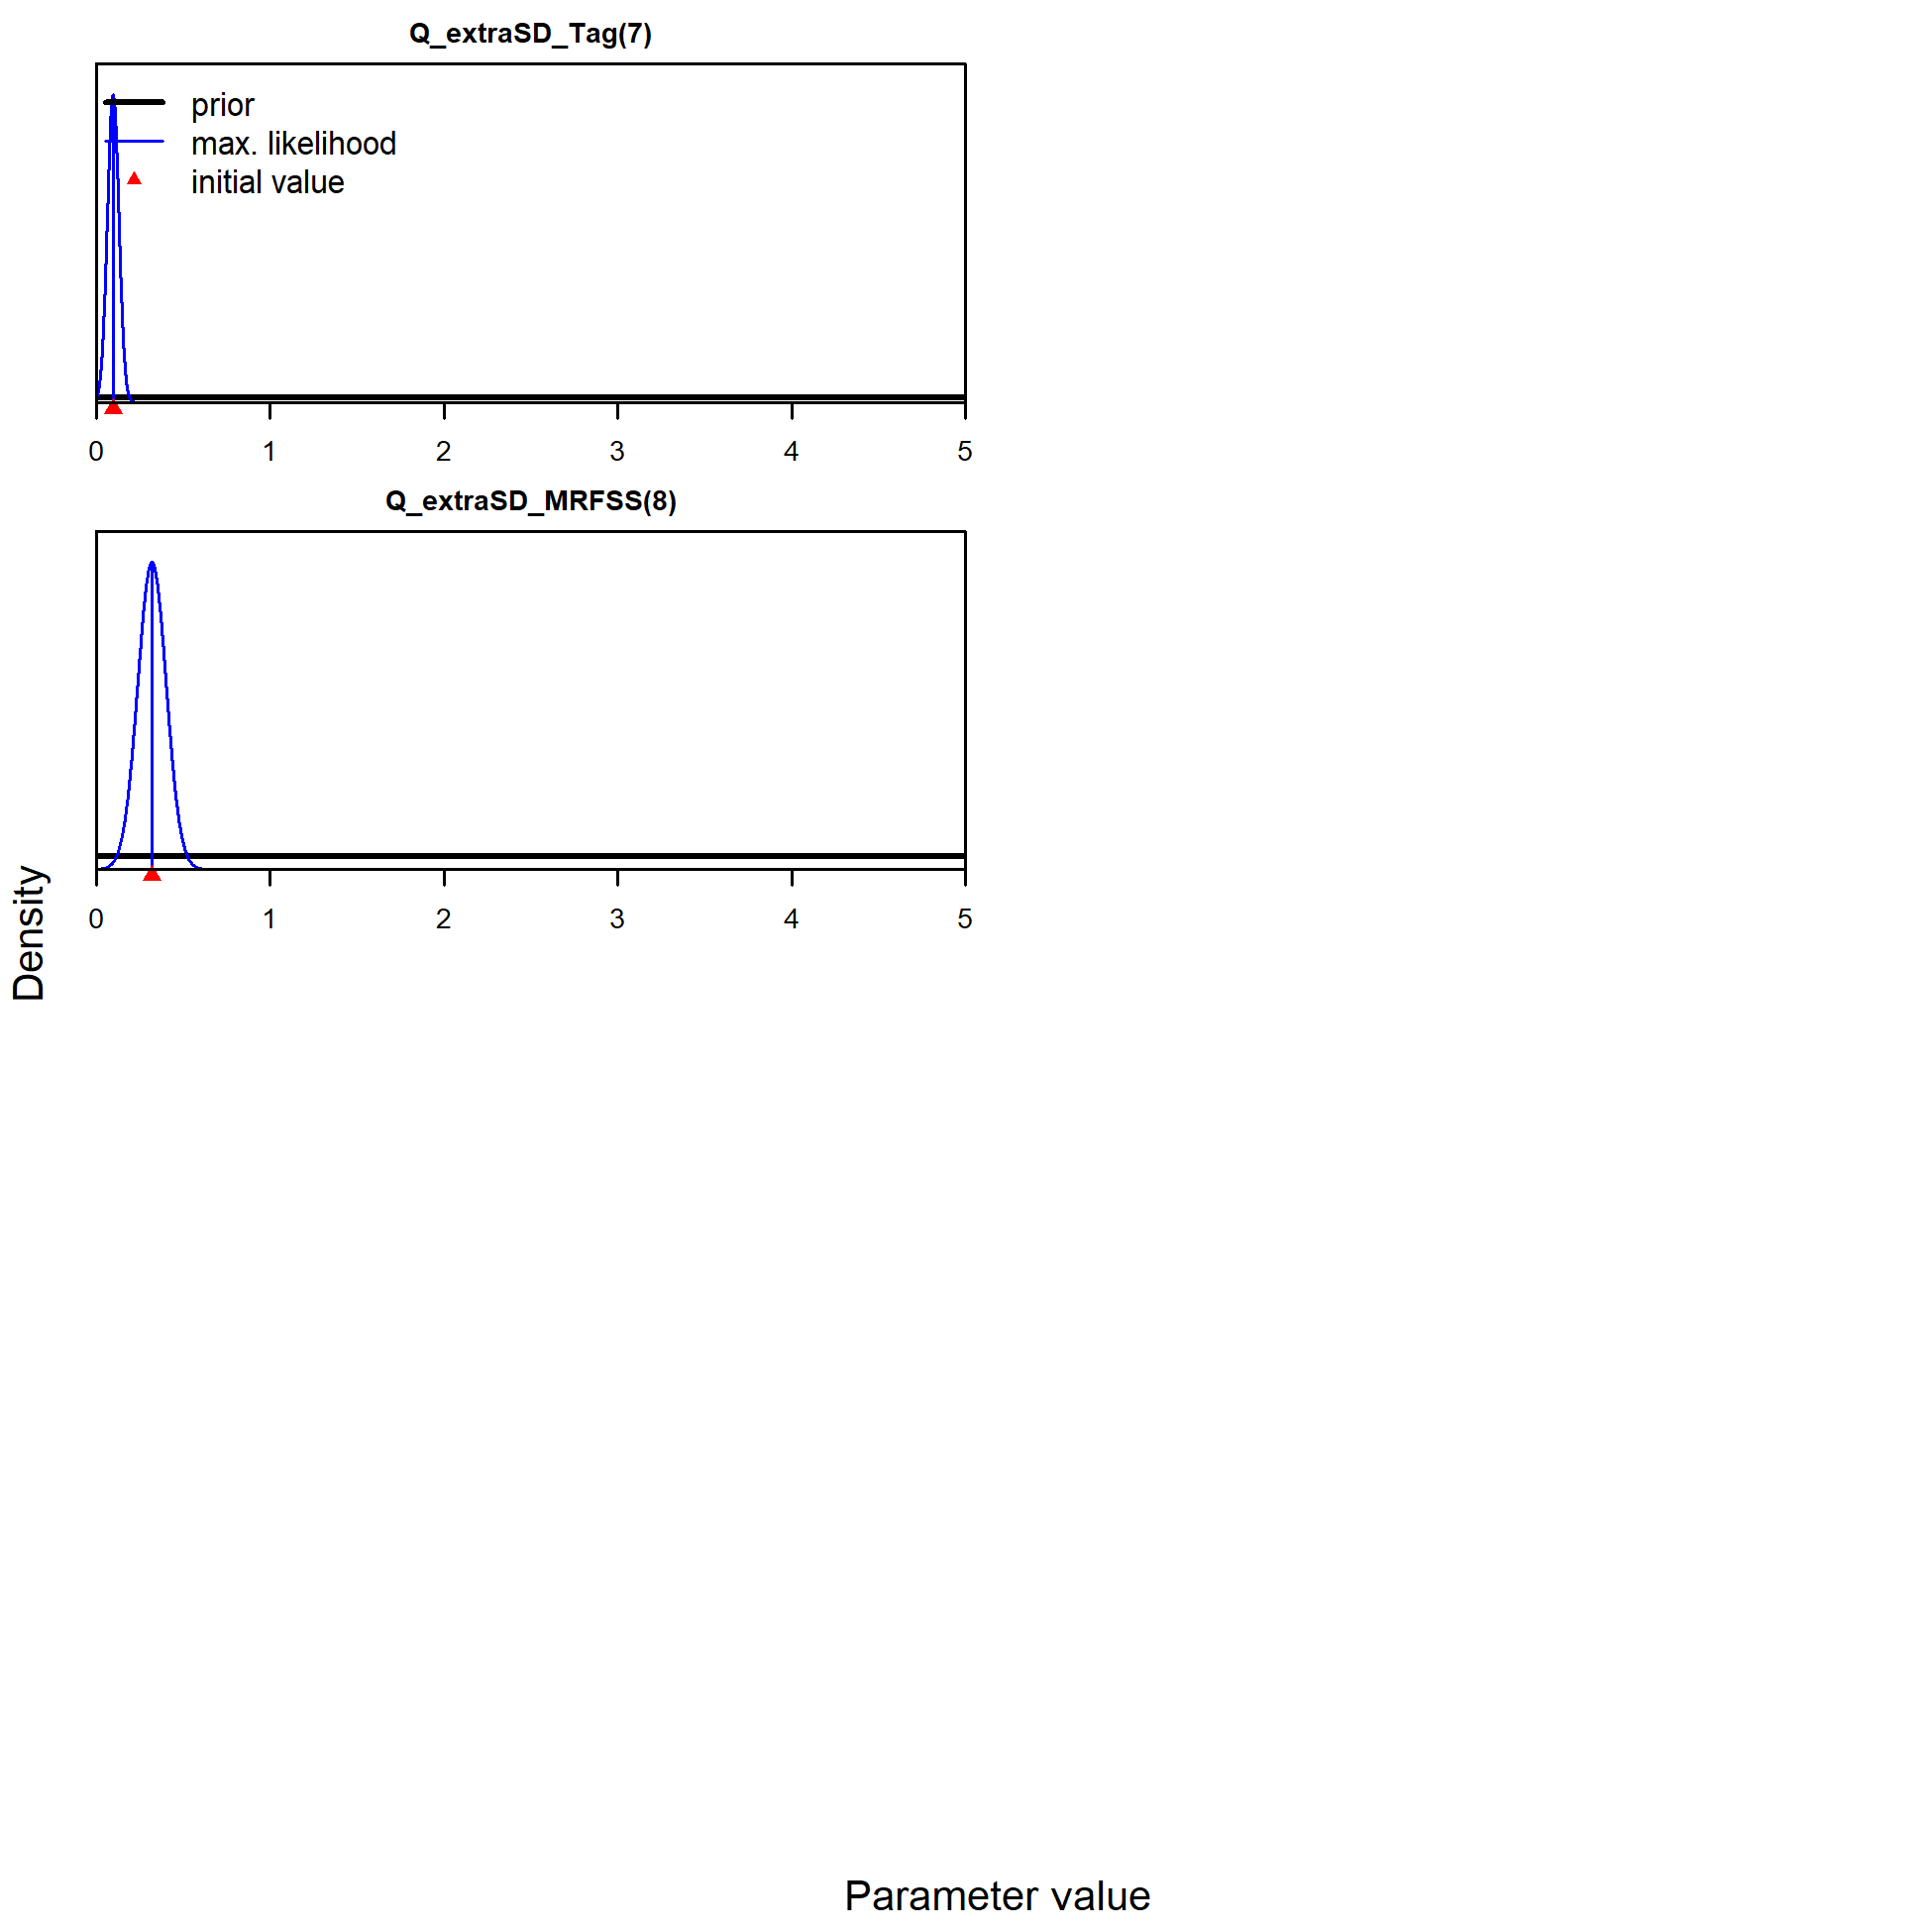 Q_extraSD_Tag(7)
prior
max. likelihood
initial value
0 1 2 3 4 5
Q_extraSD_MRFSS(8)
0 1 2 3 4 5
Density
Parameter value